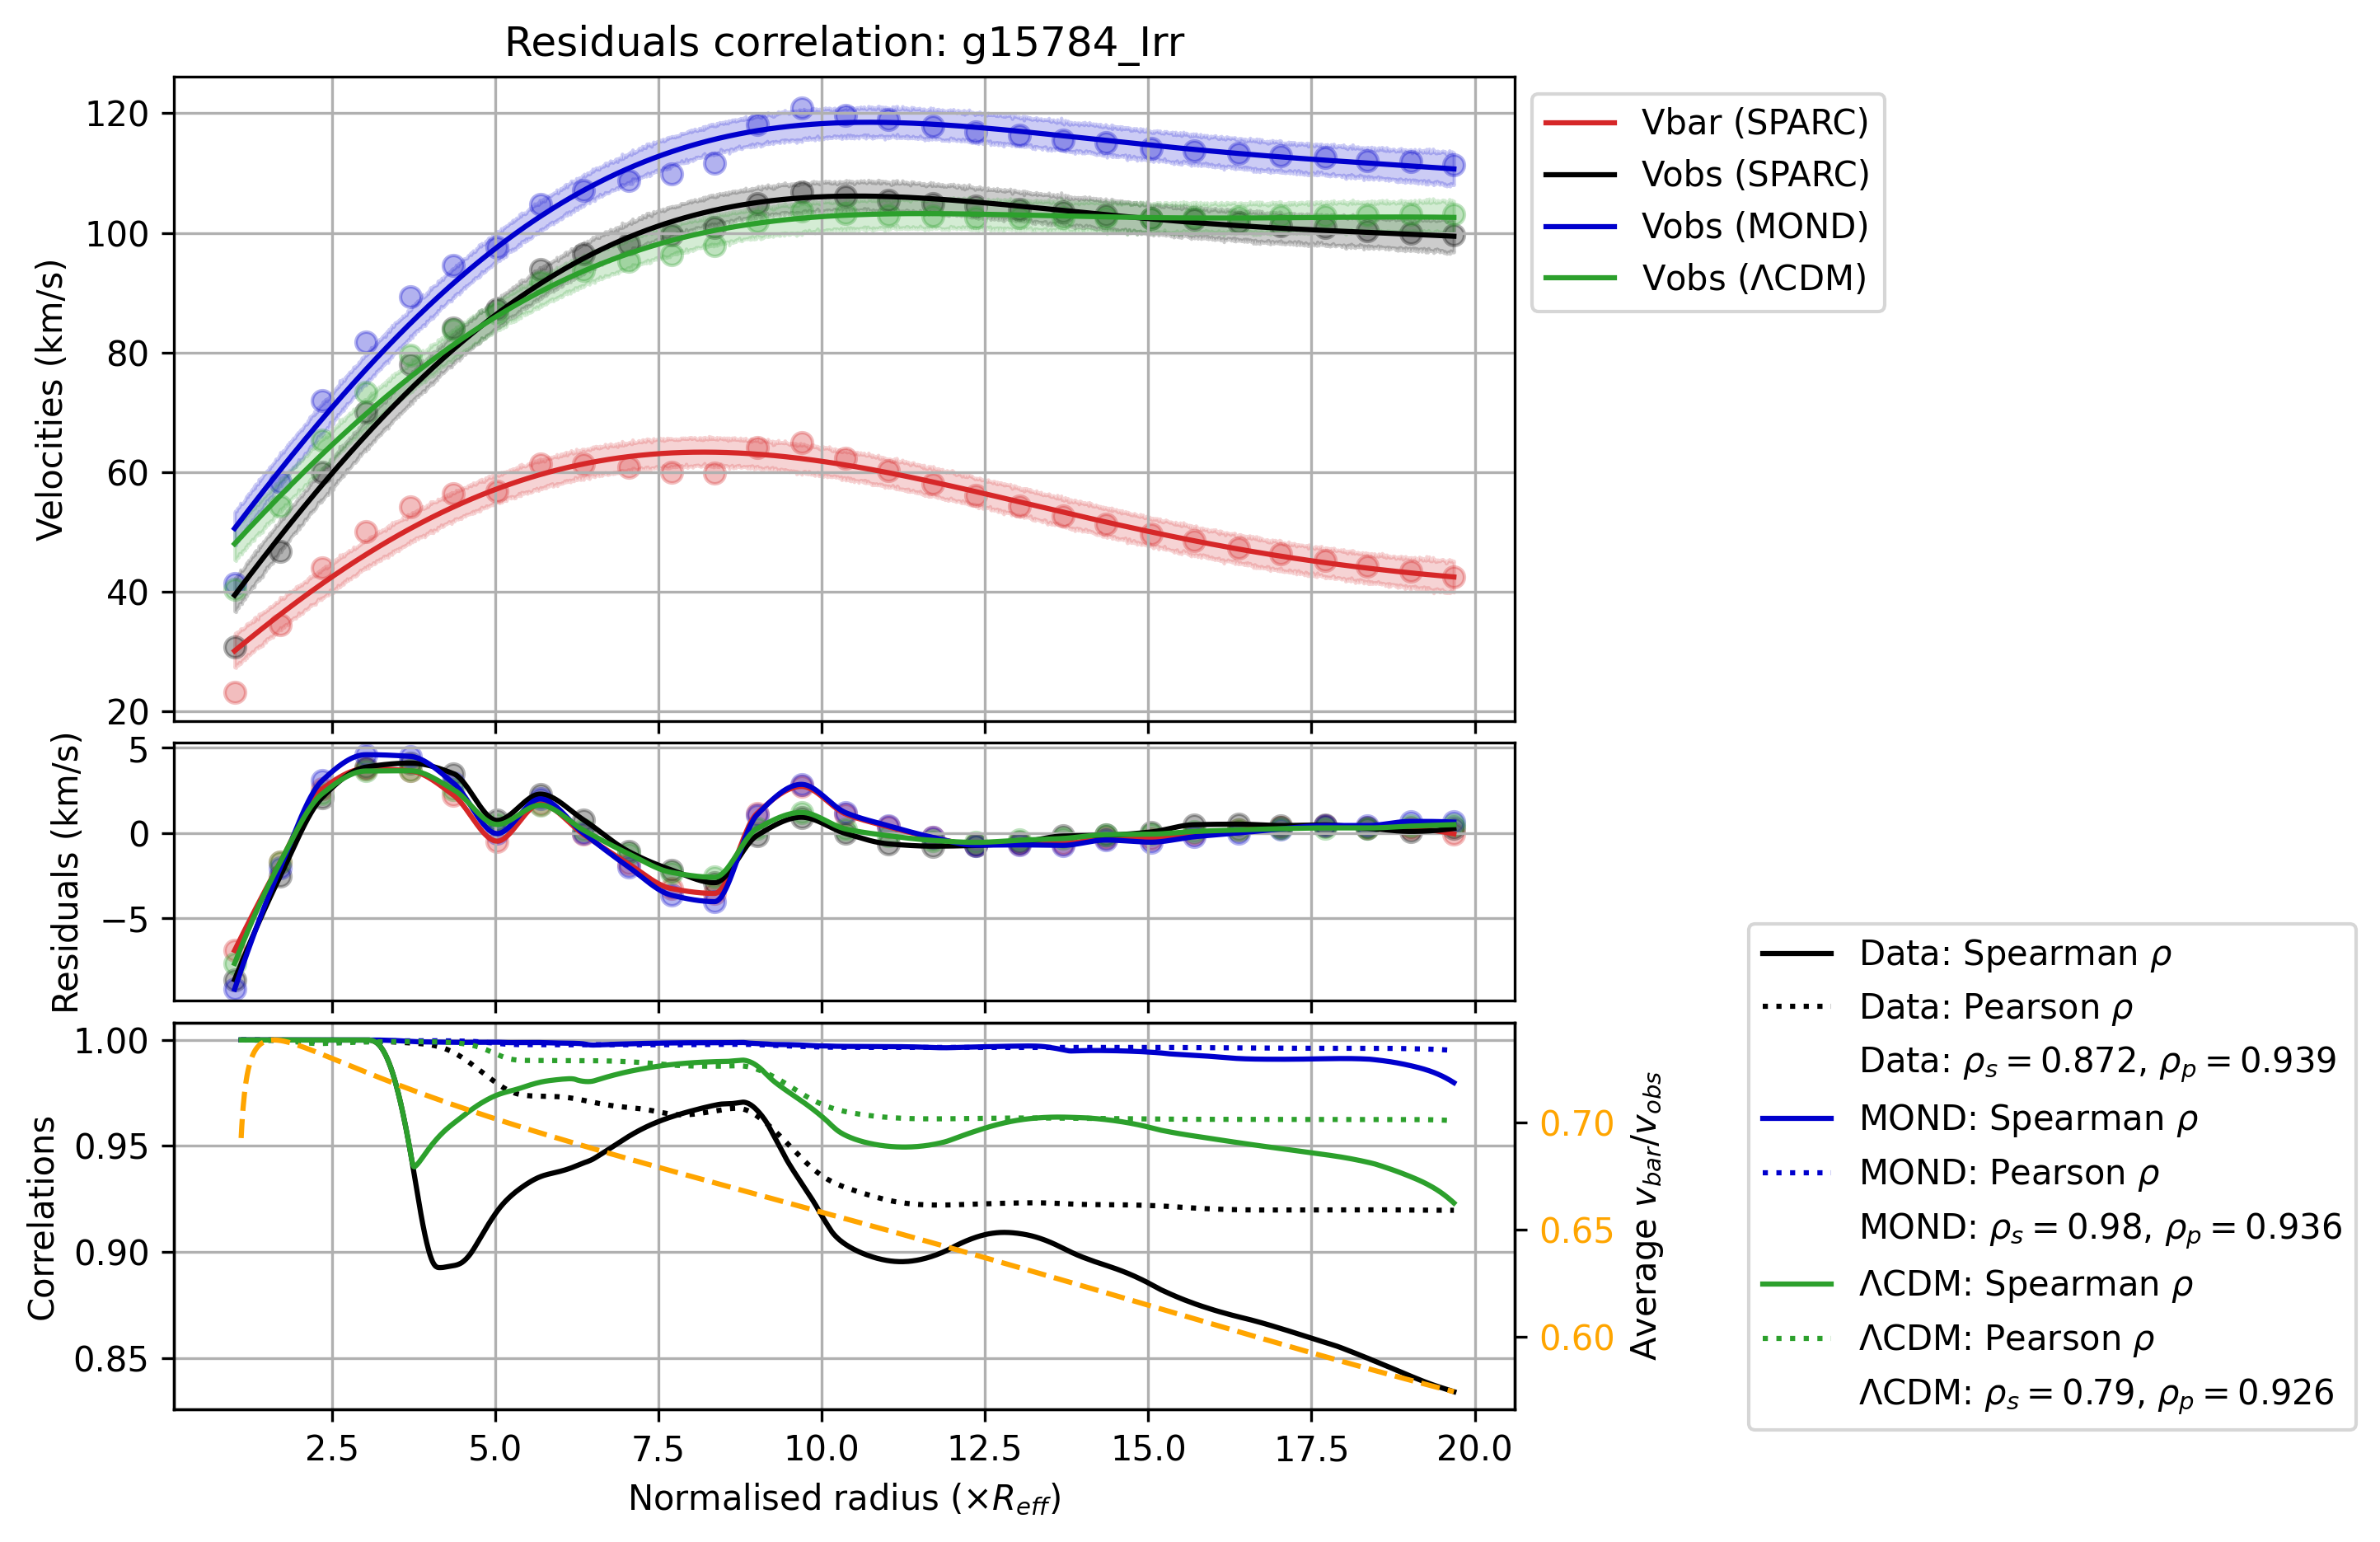 Residuals correlation: g15784_Irr
120
100
80
60
40
20
Velocities (km/s)
Vbar (SPARC)
Vobs (SPARC)
Vobs (MOND)
Vobs (ΛCDM)
5
0
−5
Residuals (km/s)
1.00
0.95
0.90
0.85
Correlations
0.70
0.65
0.60
Average v_bar/v_obs
2.5 5.0 7.5 10.0 12.5 15.0 17.5 20.0
Normalised radius (×R_eff)
Data: Spearman ρ
Data: Pearson ρ
Data: ρ_s = 0.872, ρ_p = 0.939
MOND: Spearman ρ
MOND: Pearson ρ
MOND: ρ_s = 0.98, ρ_p = 0.936
ΛCDM: Spearman ρ
ΛCDM: Pearson ρ
ΛCDM: ρ_s = 0.79, ρ_p = 0.926